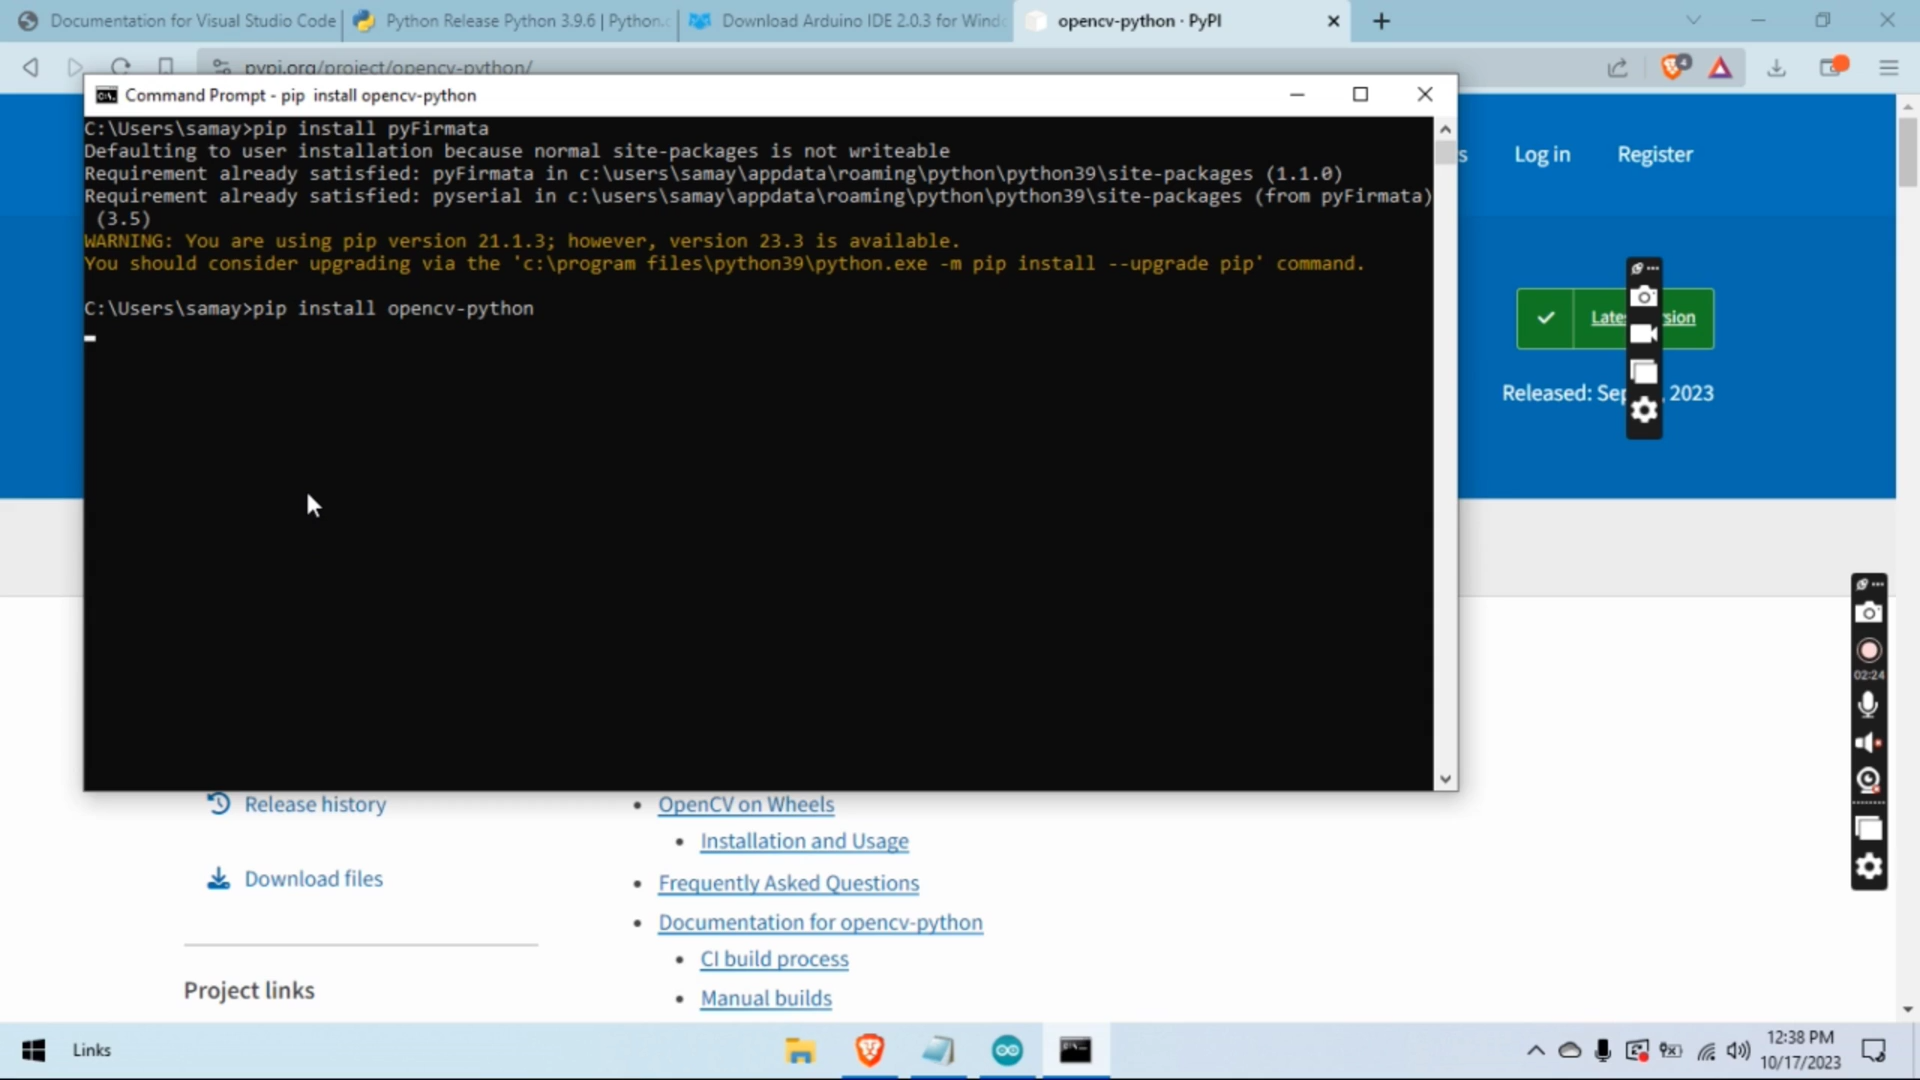 Documentation for Visual Studio Code
Python Release Python 3.9.6 | Python.
Download Arduino IDE 2.0.3 for Wind
opencv-python · PyPI
pypi.org/project/opencv-python/
4
Command Prompt - pip  install opencv-python
C:\Users\samay>pip install pyFirmata
Defaulting to user installation because normal site-packages is not writeable
Requirement already satisfied: pyFirmata in c:\users\samay\appdata\roaming\python\python39\site-packages (1.1.0)
Requirement already satisfied: pyserial in c:\users\samay\appdata\roaming\python\python39\site-packages (from pyFirmata)
(3.5)
WARNING: You are using pip version 21.1.3; however, version 23.3 is available.
You should consider upgrading via the 'c:\program files\python39\python.exe -m pip install --upgrade pip' command.
C:\Users\samay>pip install opencv-python
s
Log in
Register
Late sion
Released: Sep 2023
02:24
Release history
Download files
Project links
OpenCV on Wheels
Installation and Usage
Frequently Asked Questions
Documentation for opencv-python
CI build process
Manual builds
Links
12:38 PM
10/17/2023